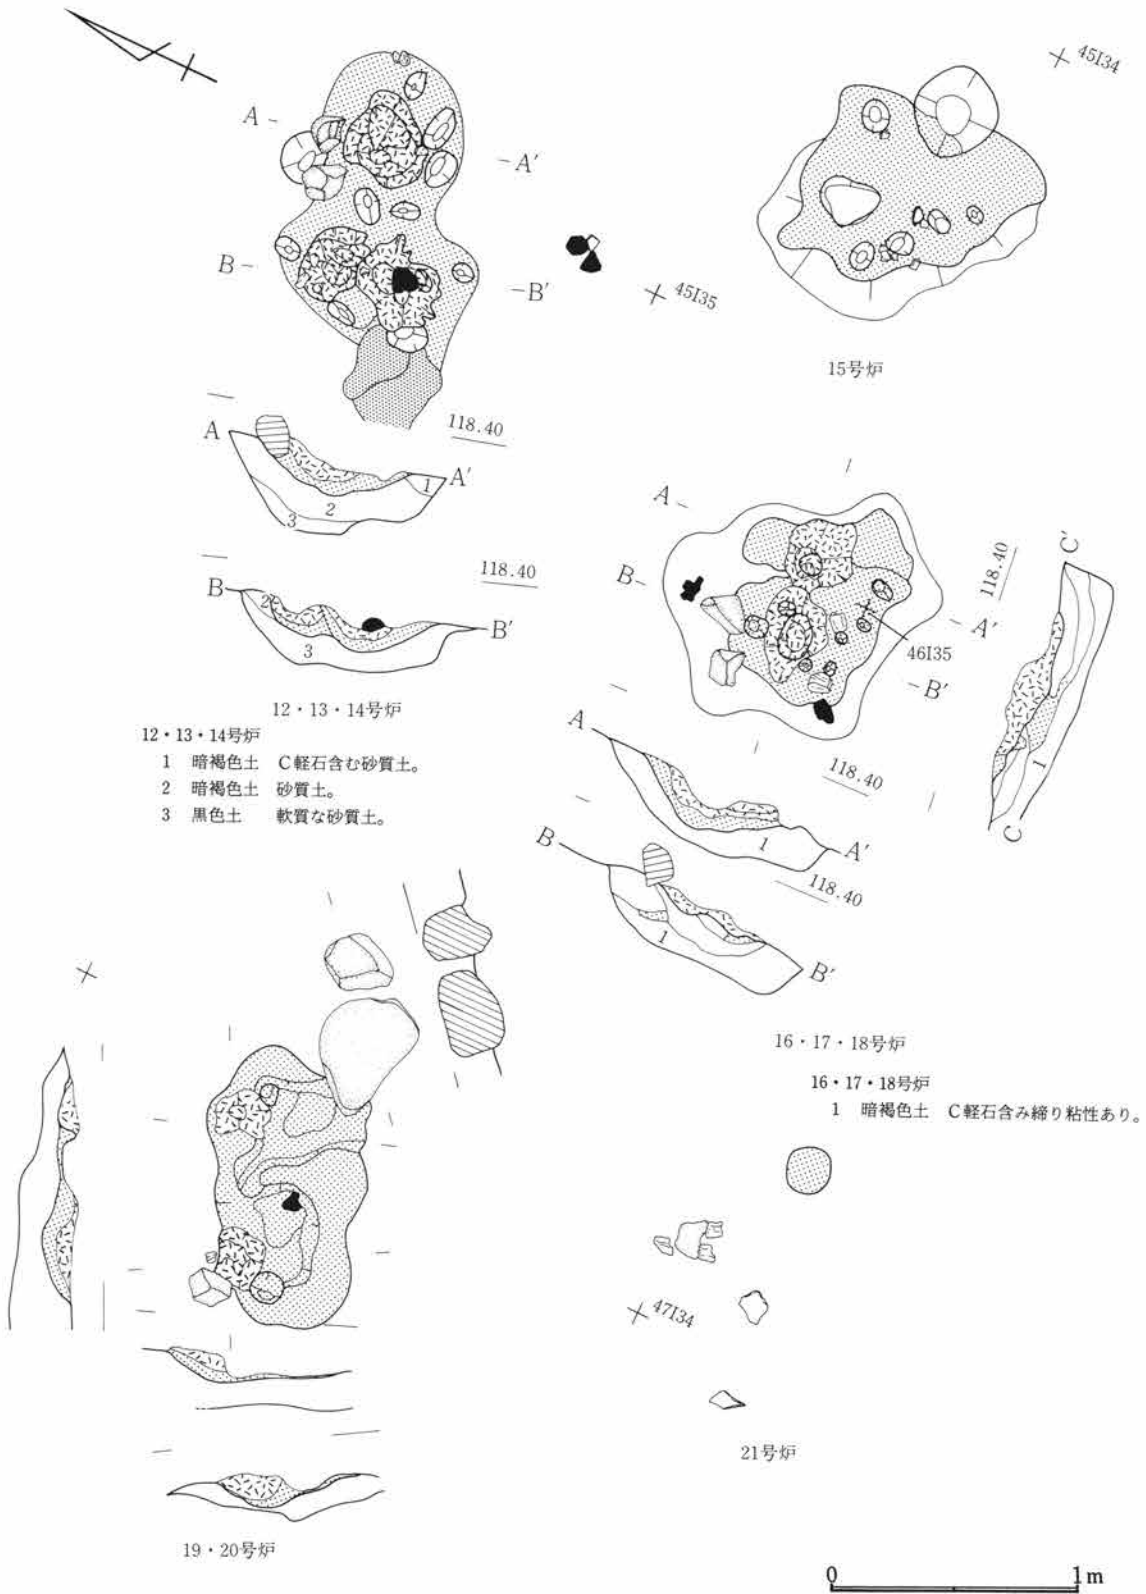 45I34
A
A'
B
B'
45I35
15号炉
118.40
A
A'
1
2
3
118.40
B
B'
2
3
12・13・14号炉
12・13・14号炉
1 暗褐色土 C軽石含む砂質土。
2 暗褐色土 砂質土。
3 黒色土 軟質な砂質土。
A
B
A'
B'
46I35
118.40
C'
C
1
A
A'
118.40
1
B
B'
118.40
1
16・17・18号炉
16・17・18号炉
1 暗褐色土 C軽石含み締り粘性あり。
47I34
21号炉
19・20号炉
0 1m